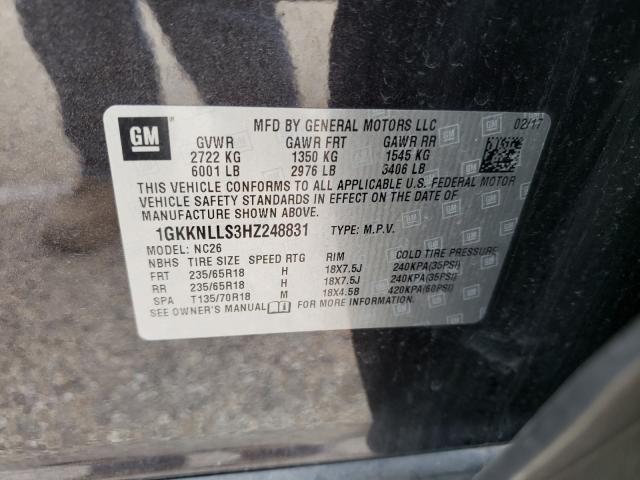 GM
MFD BY GENERAL MOTORS LLC 02/17
GVWR GAWR FRT GAWR RR
2722 KG 1350 KG 1545 KG
6001 LB 2976 LB 3406 LB
THIS VEHICLE CONFORMS TO ALL APPLICABLE U.S. FEDERAL MOTOR
VEHICLE SAFETY STANDARDS IN EFFECT ON THE DATE OF
MANUFACTURE SHOWN ABOVE.
1GKKNLLS3HZ248831 TYPE: M.P.V.
MODEL: NC26
NBHS TIRE SIZE SPEED RTG RIM COLD TIRE PRESSURE
FRT 235/65R18 H 18X7.5J 240KPA(35PSI)
RR 235/65R18 H 18X7.5J 240KPA(35PSI)
SPA T135/70R18 M 18X4.5B 420KPA(60PSI)
SEE OWNER'S MANUAL